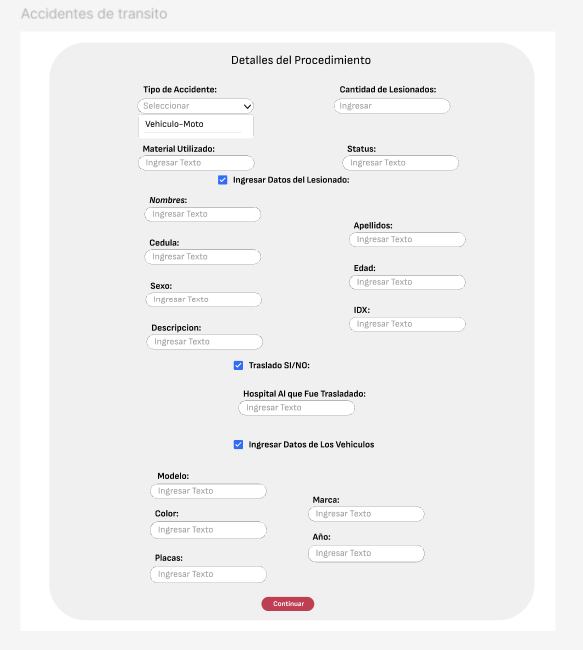 Accidentes de transito
Detalles del Procedimiento
Tipo de Accidente:
Seleccionar
Vehiculo-Moto
Cantidad de Lesionados:
Ingresar
Material Utilizado:
Ingresar Texto
Status:
Ingresar Texto
Ingresar Datos del Lesionado:
Nombres:
Ingresar Texto
Apellidos:
Ingresar Texto
Cedula:
Ingresar Texto
Edad:
Ingresar Texto
Sexo:
Ingresar Texto
IDX:
Ingresar Texto
Descripcion:
Ingresar Texto
Traslado SI/NO:
Hospital Al que Fue Trasladado:
Ingresar Texto
Ingresar Datos de Los Vehiculos
Modelo:
Ingresar Texto
Marca:
Ingresar Texto
Color:
Ingresar Texto
Año:
Ingresar Texto
Placas:
Ingresar Texto
Continuar